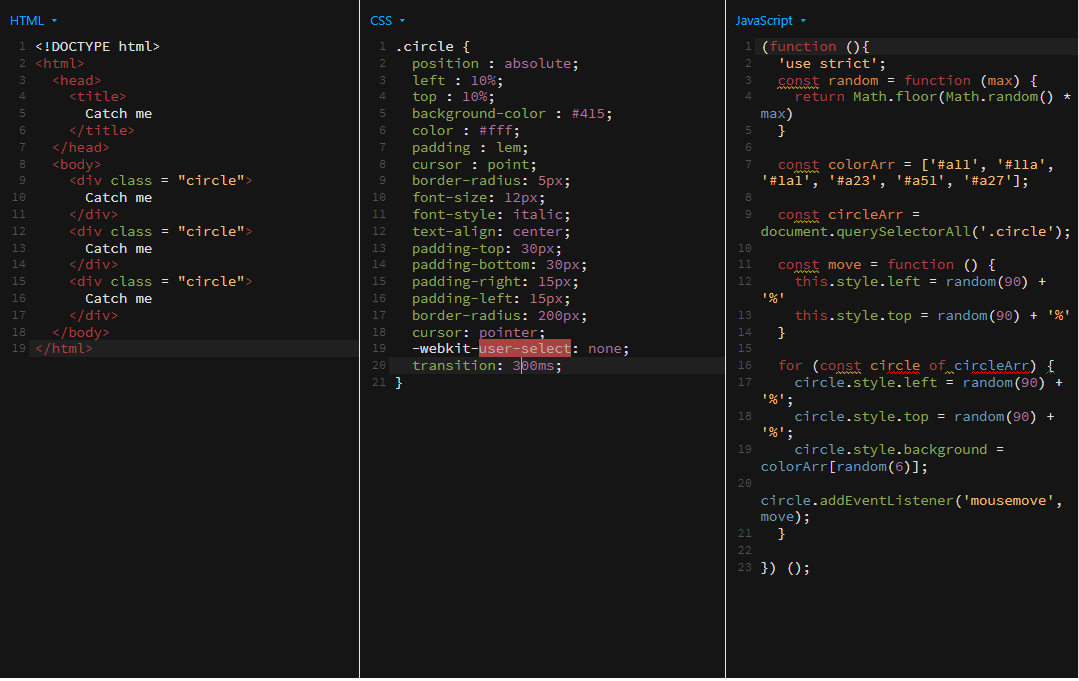 HTML
1 <!DOCTYPE html>
2 <html>
3 <head>
4 <title>
5 Catch me
6 </title>
7 </head>
8 <body>
9 <div class = "circle">
10 Catch me
11 </div>
12 <div class = "circle">
13 Catch me
14 </div>
15 <div class = "circle">
16 Catch me
17 </div>
18 </body>
19 </html>
CSS
1 .circle {
2 position : absolute;
3 left : 10%;
4 top : 10%;
5 background-color : #415;
6 color : #fff;
7 padding : 1em;
8 cursor : point;
9 border-radius: 5px;
10 font-size: 12px;
11 font-style: italic;
12 text-align: center;
13 padding-top: 30px;
14 padding-bottom: 30px;
15 padding-right: 15px;
16 padding-left: 15px;
17 border-radius: 200px;
18 cursor: pointer;
19 -webkit-user-select: none;
20 transition: 300ms;
21 }
JavaScript
1 (function (){
2 'use strict';
3 const random = function (max) {
4 return Math.floor(Math.random() *
max)
5 }
6
7 const colorArr = ['#a11', '#11a',
'#1a1', '#a23', '#a51', '#a27'];
8
9 const circleArr =
document.querySelectorAll('.circle');
10
11 const move = function () {
12 this.style.left = random(90) +
'%'
13 this.style.top = random(90) + '%'
14 }
15
16 for (const circle of circleArr) {
17 circle.style.left = random(90) +
'%';
18 circle.style.top = random(90) +
'%';
19 circle.style.background =
colorArr[random(6)];
20
circle.addEventListener('mousemove',
move);
21 }
22
23 }) ();